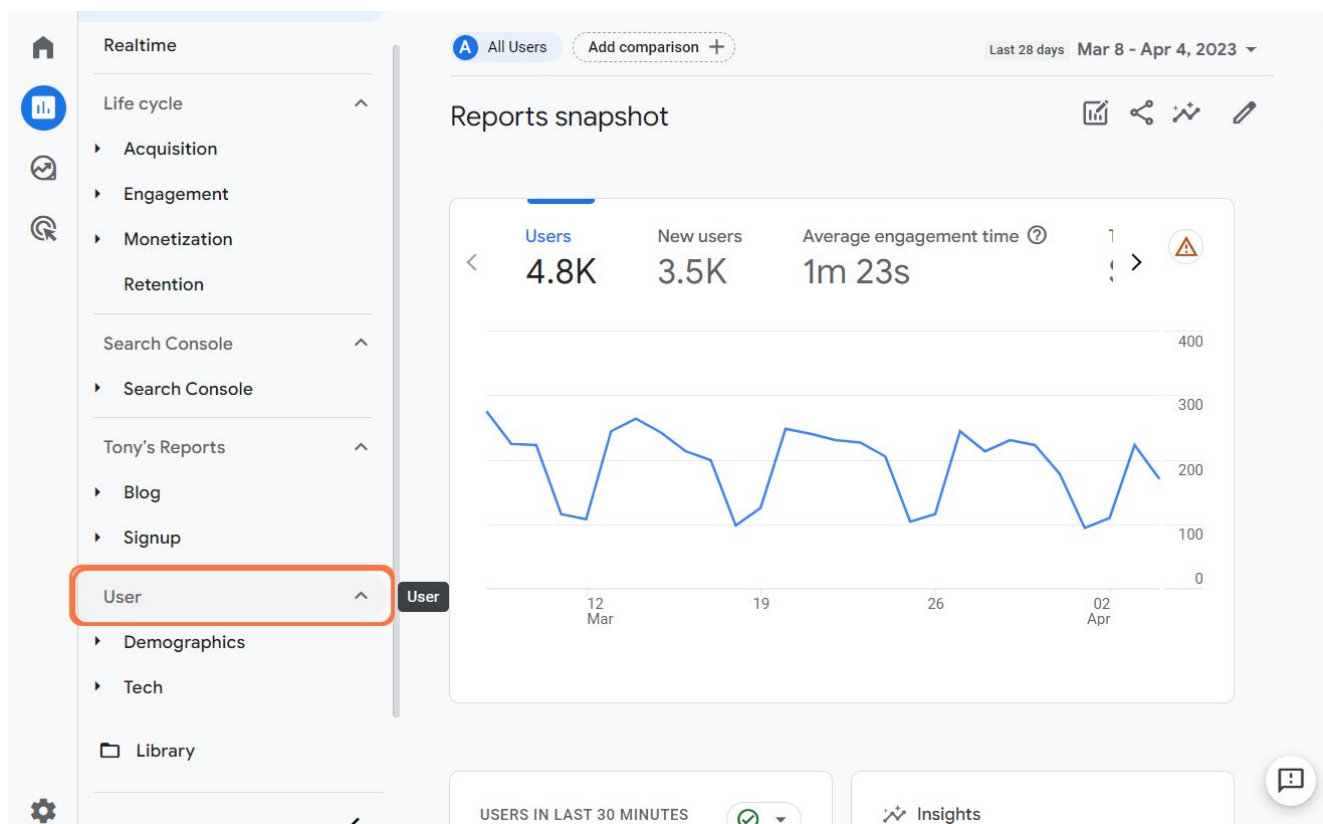 Realtime
Life cycle
Acquisition
Engagement
Monetization
Retention
Search Console
Search Console
Tony's Reports
Blog
Signup
User
User
Demographics
Tech
Library
A All Users
Add comparison
Last 28 days Mar 8 - Apr 4, 2023
Reports snapshot
Users
4.8K
New users
3.5K
Average engagement time
1m 23s
400
300
200
100
0
12
Mar
19
26
02
Apr
USERS IN LAST 30 MINUTES
Insights